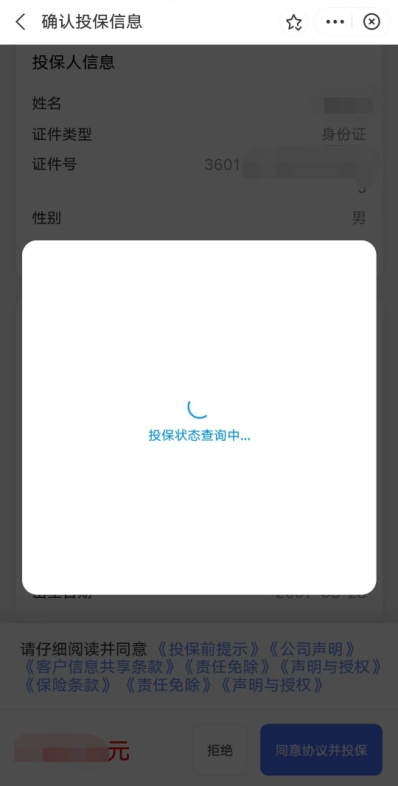 确认投保信息
投保人信息
姓名
证件类型 身份证
证件号 3601
性别 男
投保状态查询中...
请仔细阅读并同意 《投保前提示》《公司声明》
《客户信息共享条款》《责任免除》《声明与授权》
《保险条款》 《责任免除》《声明与授权》
元 拒绝 同意协议并投保